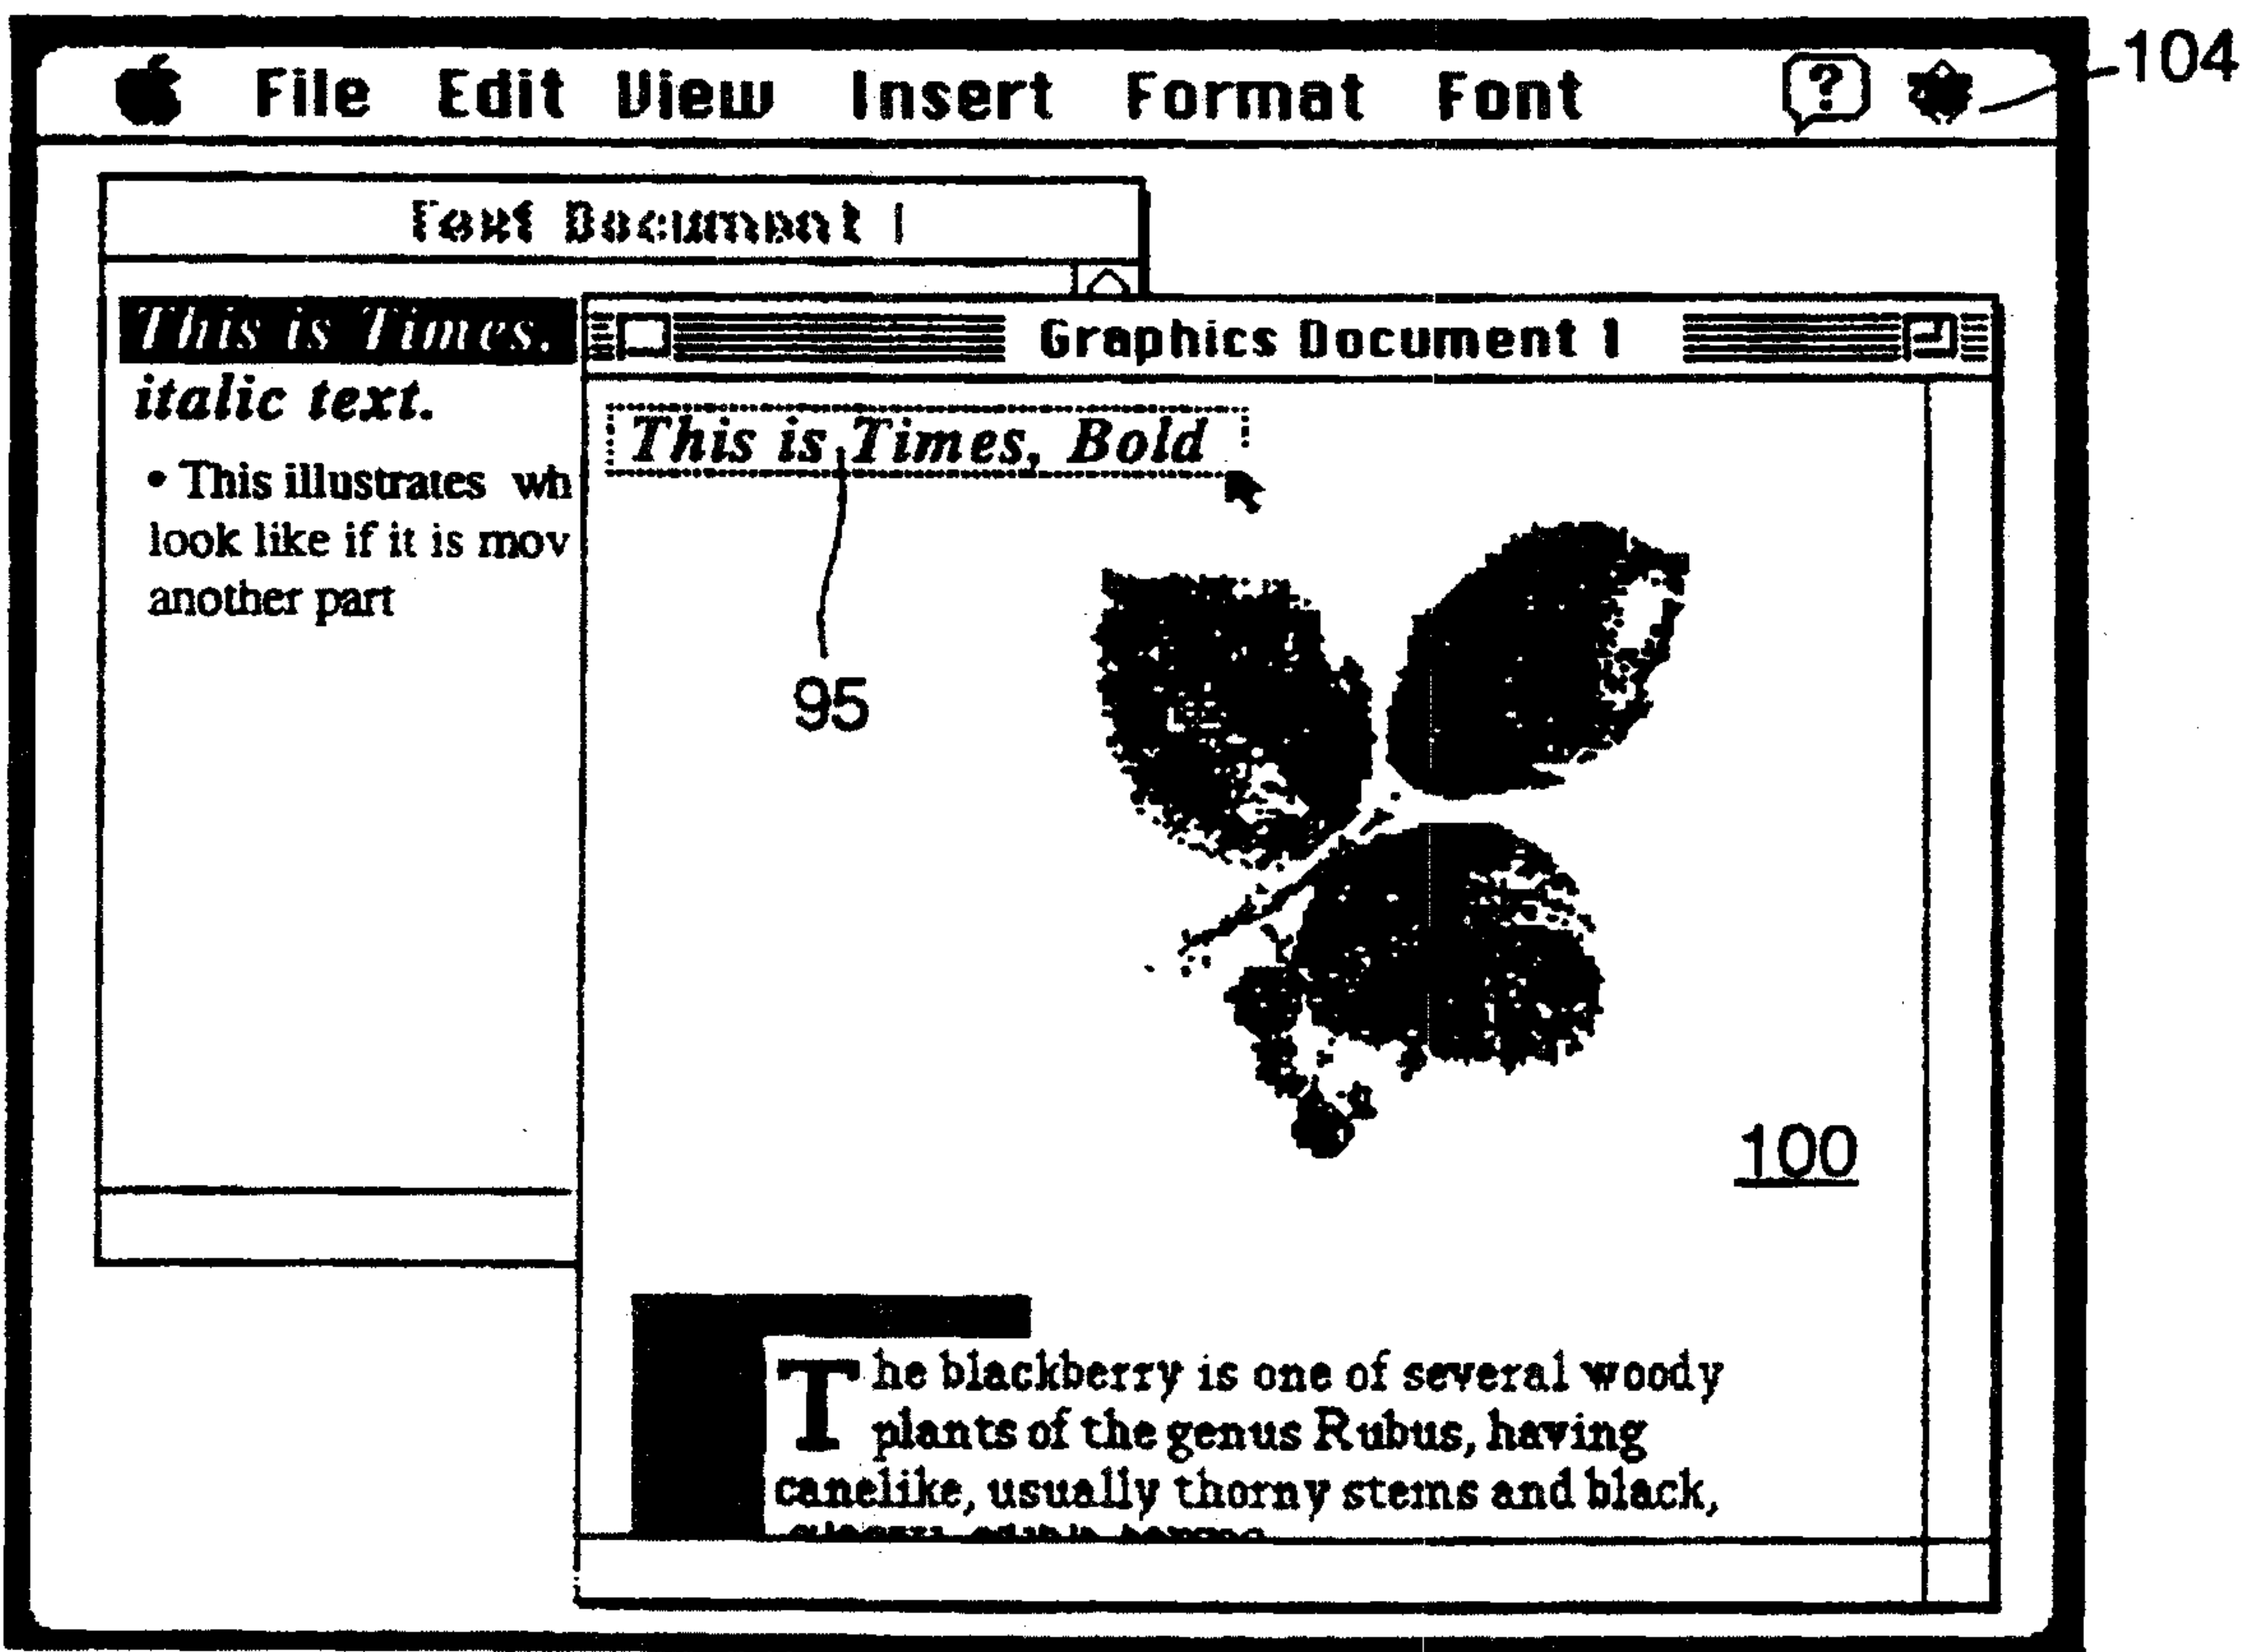 104
File Edit View Insert Format Font
?
Text Document 1
This is Times,
italic text.
• This illustrates wh
look like if it is mov
another part
Graphics Document 1
This is Times, Bold
95
100
The blackberry is one of several woody
plants of the genus Rubus, having
canelike, usually thorny stems and black,